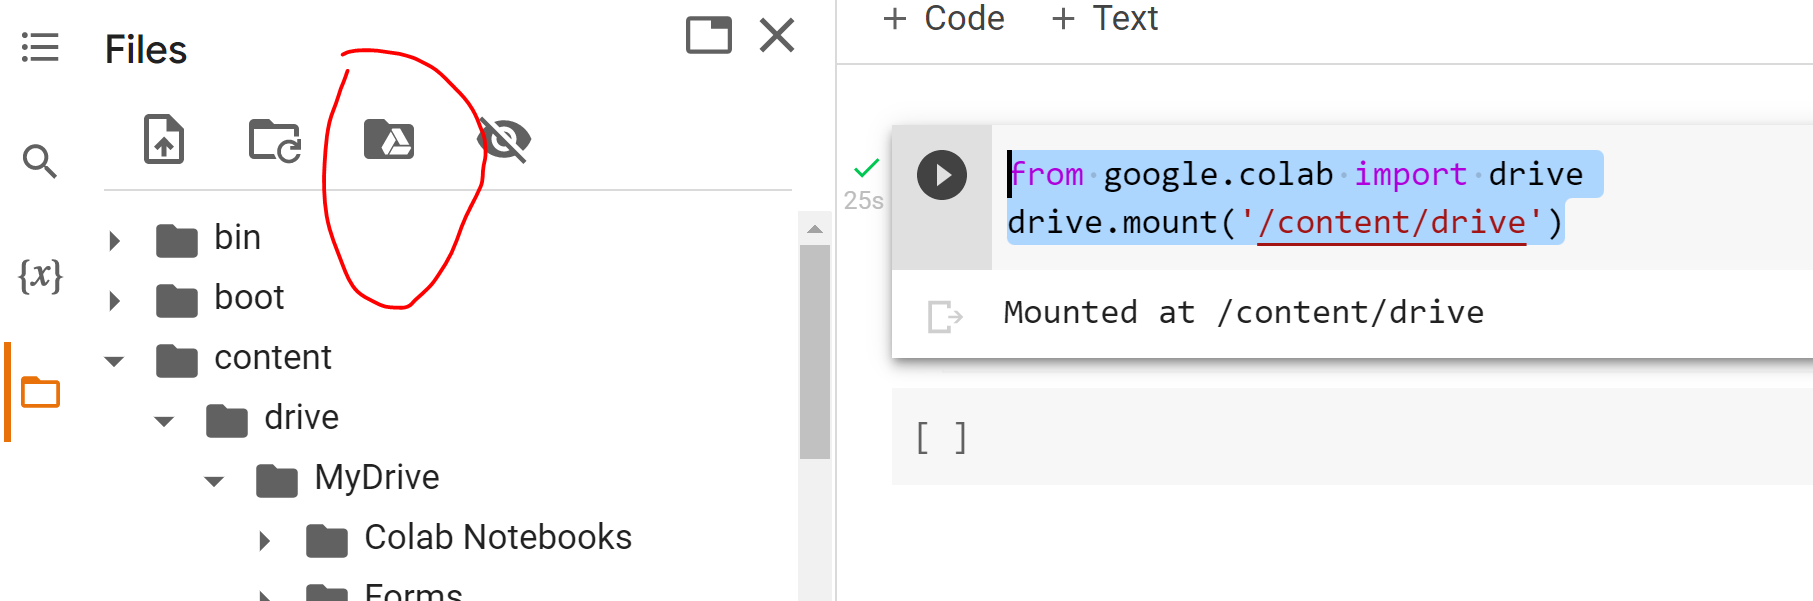 Files
{x}
bin
boot
content
drive
MyDrive
Colab Notebooks
Forms
+ Code + Text
25s
from google.colab import drive
drive.mount('/content/drive')
Mounted at /content/drive
[ ]